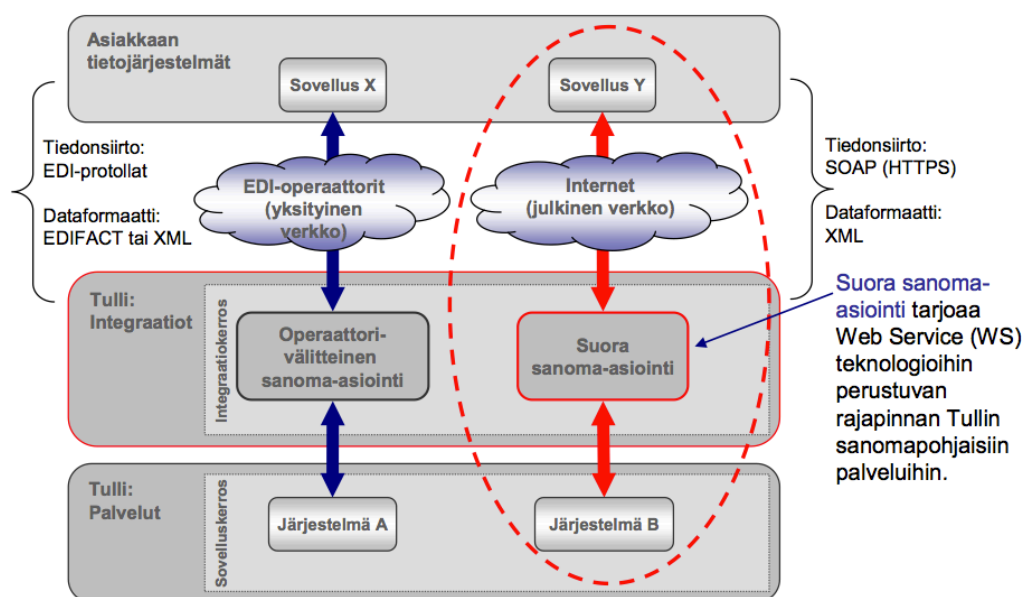 Asiakkaan
tietojärjestelmät
Sovellus X
Sovellus Y
Tiedonsiirto:
EDI-protollat
Dataformaatti:
EDIFACT tai XML
EDI-operaattorit
(yksityinen
verkko)
Internet
(julkinen verkko)
Tiedonsiirto:
SOAP (HTTPS)
Dataformaatti:
XML
Tulli:
Integraatiot
Integraatiokerros
Operaattori-
välitteinen
sanoma-asiointi
Suora
sanoma-asiointi
Suora sanoma-
asiointi tarjoaa
Web Service (WS)
teknologioihin
perustuvan
rajapinnan Tullin
sanomapohjaisiin
palveluihin.
Tulli:
Palvelut
Sovelluskerros
Järjestelmä A
Järjestelmä B